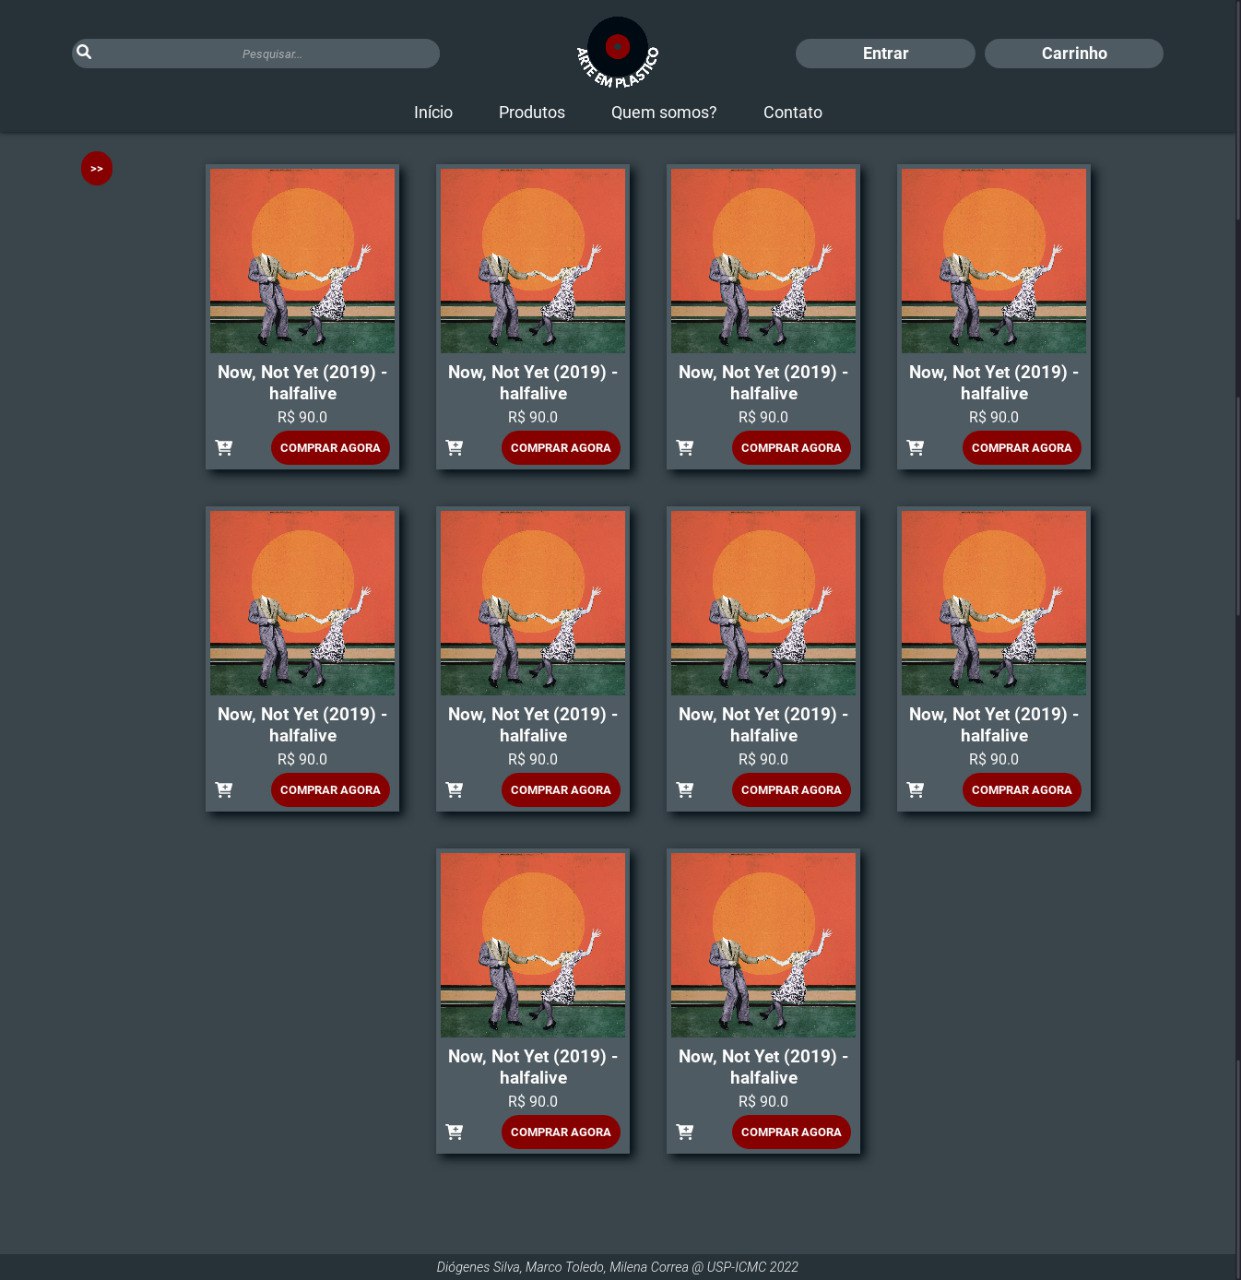 Pesquisar...
ARTE EM PLASTICO
Entrar
Carrinho
Início
Produtos
Quem somos?
Contato
>>
Now, Not Yet (2019) -
halfalive
R$ 90.0
COMPRAR AGORA
Now, Not Yet (2019) -
halfalive
R$ 90.0
COMPRAR AGORA
Now, Not Yet (2019) -
halfalive
R$ 90.0
COMPRAR AGORA
Now, Not Yet (2019) -
halfalive
R$ 90.0
COMPRAR AGORA
Now, Not Yet (2019) -
halfalive
R$ 90.0
COMPRAR AGORA
Now, Not Yet (2019) -
halfalive
R$ 90.0
COMPRAR AGORA
Now, Not Yet (2019) -
halfalive
R$ 90.0
COMPRAR AGORA
Now, Not Yet (2019) -
halfalive
R$ 90.0
COMPRAR AGORA
Now, Not Yet (2019) -
halfalive
R$ 90.0
COMPRAR AGORA
Now, Not Yet (2019) -
halfalive
R$ 90.0
COMPRAR AGORA
Diógenes Silva, Marco Toledo, Milena Correa @ USP-ICMC 2022